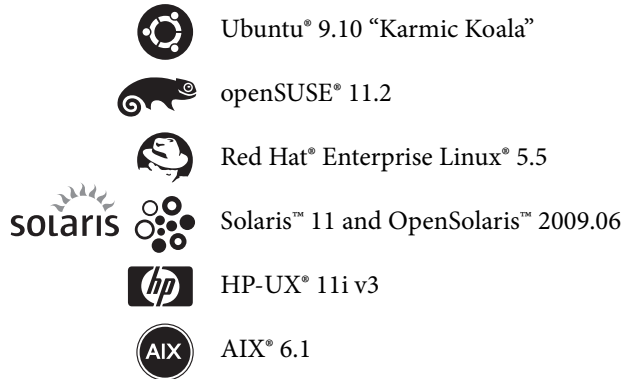 Ubuntu® 9.10 “Karmic Koala”
openSUSE® 11.2
Red Hat® Enterprise Linux® 5.5
solaris Solaris™ 11 and OpenSolaris™ 2009.06
hp HP-UX® 11i v3
AIX AIX® 6.1